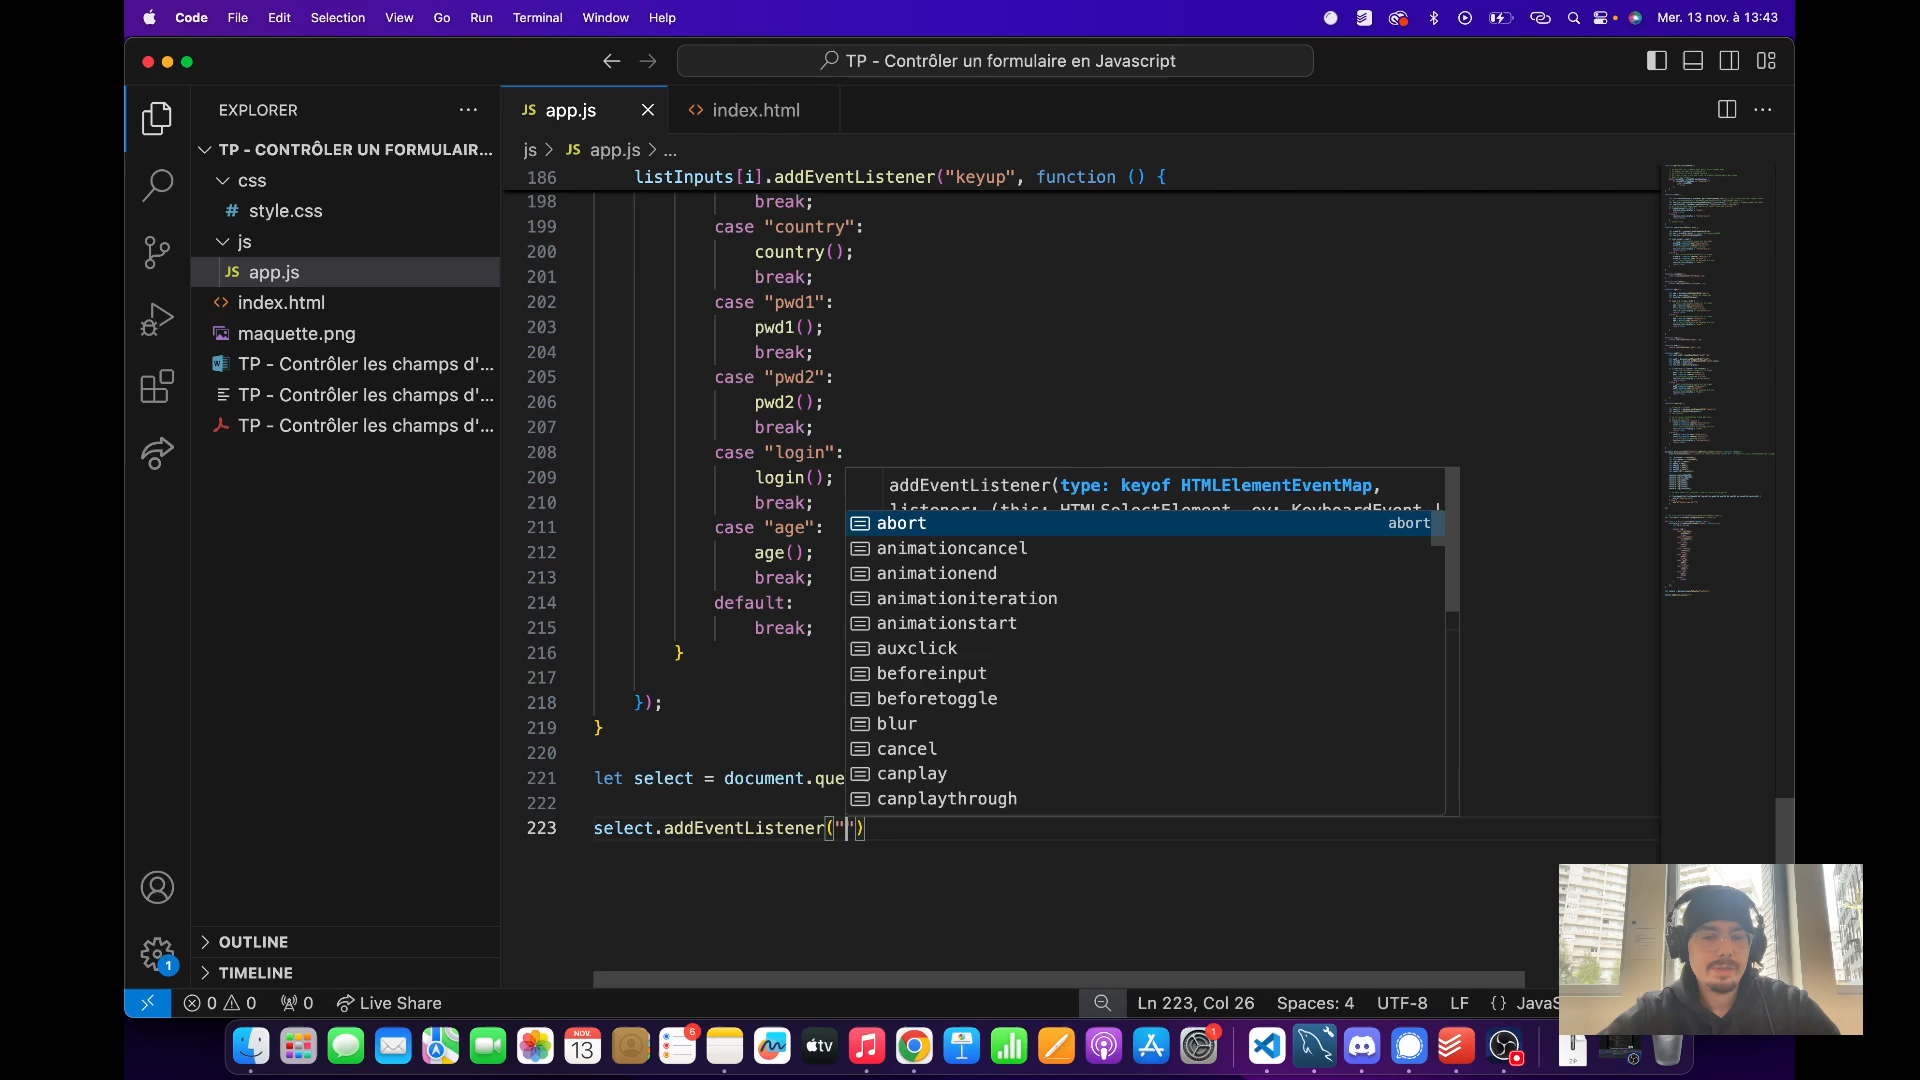 Code File Edit Selection View Go Run Terminal Window Help Mer. 13 nov. à 13:43
TP - Contrôler un formulaire en Javascript
EXPLORER
TP - CONTRÔLER UN FORMULAIR...
css
# style.css
js
JS app.js
<> index.html
maquette.png
TP - Contrôler les champs d'...
TP - Contrôler les champs d'...
TP - Contrôler les champs d'...
OUTLINE
TIMELINE
JS app.js
<> index.html
js > JS app.js > ...
186 listInputs[i].addEventListener("keyup", function () {
198 break;
199 case "country":
200 country();
201 break;
202 case "pwd1":
203 pwd1();
204 break;
205 case "pwd2":
206 pwd2();
207 break;
208 case "login":
209 login();
210 break;
211 case "age":
212 age();
213 break;
214 default:
215 break;
216 }
217
218 });
219 }
220
221 let select = document.que
222
223 select.addEventListener("")
addEventListener(type: keyof HTMLElementEventMap,
listener: (this: HTMLSelectElement, ev: KeyboardEvent |
abort abort
animationcancel
animationend
animationiteration
animationstart
auxclick
beforeinput
beforetoggle
blur
cancel
canplay
canplaythrough
1
0 0 0 Live Share Ln 223, Col 26 Spaces: 4 UTF-8 LF {} JavaS
NOV.
13
6
tv
1
ZIP